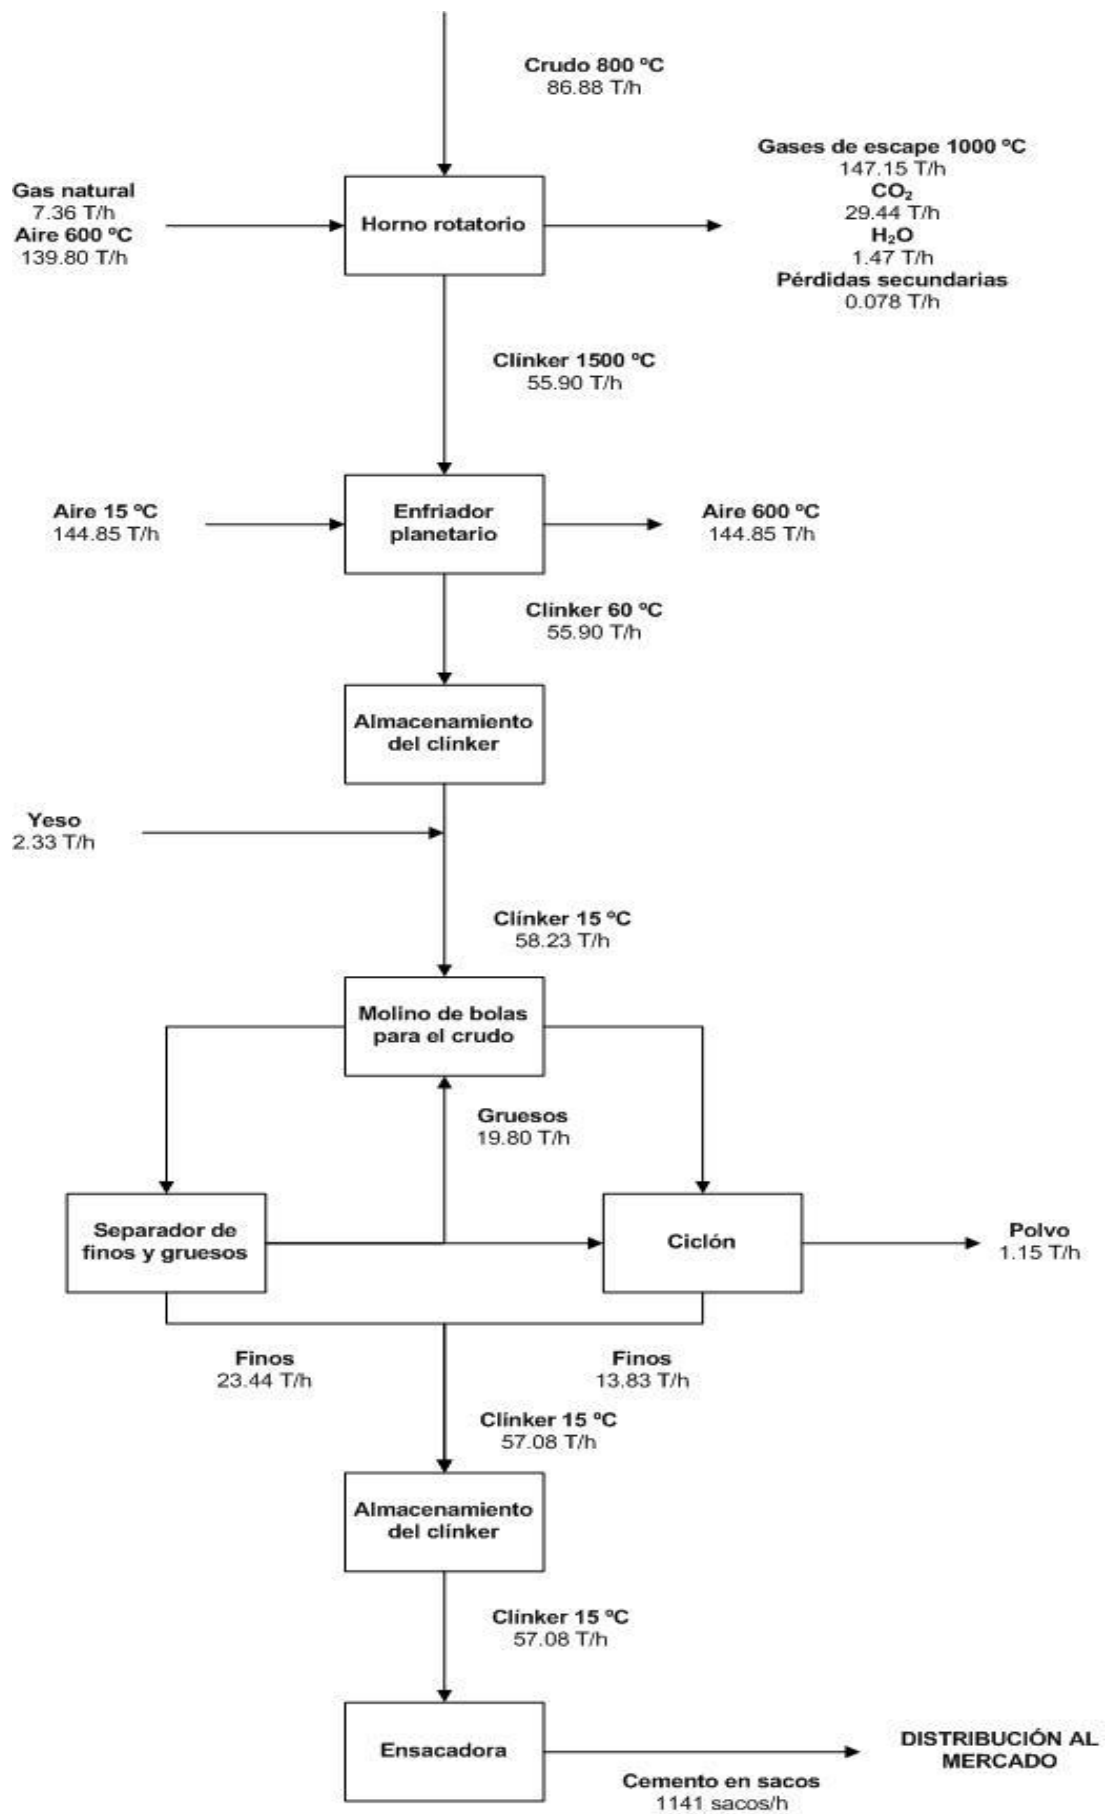 Crudo 800 ºC
86.88 T/h
Gas natural
7.36 T/h
Aire 600 ºC
139.80 T/h
Horno rotatorio
Gases de escape 1000 ºC
147.15 T/h
CO₂
29.44 T/h
H₂O
1.47 T/h
Pérdidas secundarias
0.078 T/h
Clínker 1500 ºC
55.90 T/h
Aire 15 ºC
144.85 T/h
Enfriador
planetario
Aire 600 ºC
144.85 T/h
Clínker 60 ºC
55.90 T/h
Almacenamiento
del clínker
Yeso
2.33 T/h
Clínker 15 ºC
58.23 T/h
Molino de bolas
para el crudo
Gruesos
19.80 T/h
Separador de
finos y gruesos
Ciclón
Polvo
1.15 T/h
Finos
23.44 T/h
Finos
13.83 T/h
Clínker 15 ºC
57.08 T/h
Almacenamiento
del clínker
Clínker 15 ºC
57.08 T/h
Ensacadora
Cemento en sacos
1141 sacos/h
DISTRIBUCIÓN AL
MERCADO